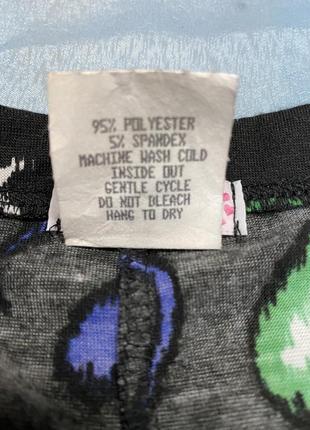 95% POLYESTER
5% SPANDEX
MACHINE WASH COLD
INSIDE OUT
GENTLE CYCLE
DO NOT BLEACH
HANG TO DRY